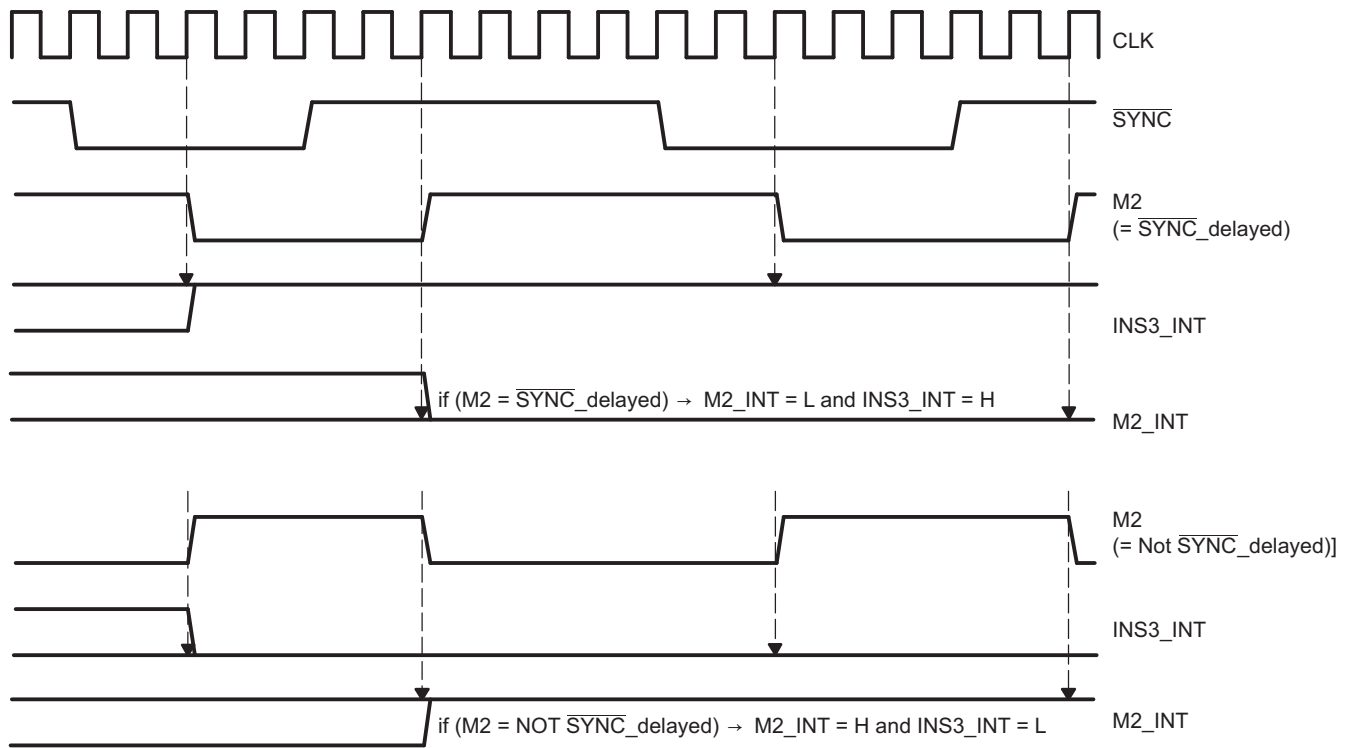 CLK
SYNC
M2
(= SYNC_delayed)
INS3_INT
if (M2 = SYNC_delayed) → M2_INT = L and INS3_INT = H
M2_INT
M2
(= Not SYNC_delayed)]
INS3_INT
if (M2 = NOT SYNC_delayed) → M2_INT = H and INS3_INT = L
M2_INT